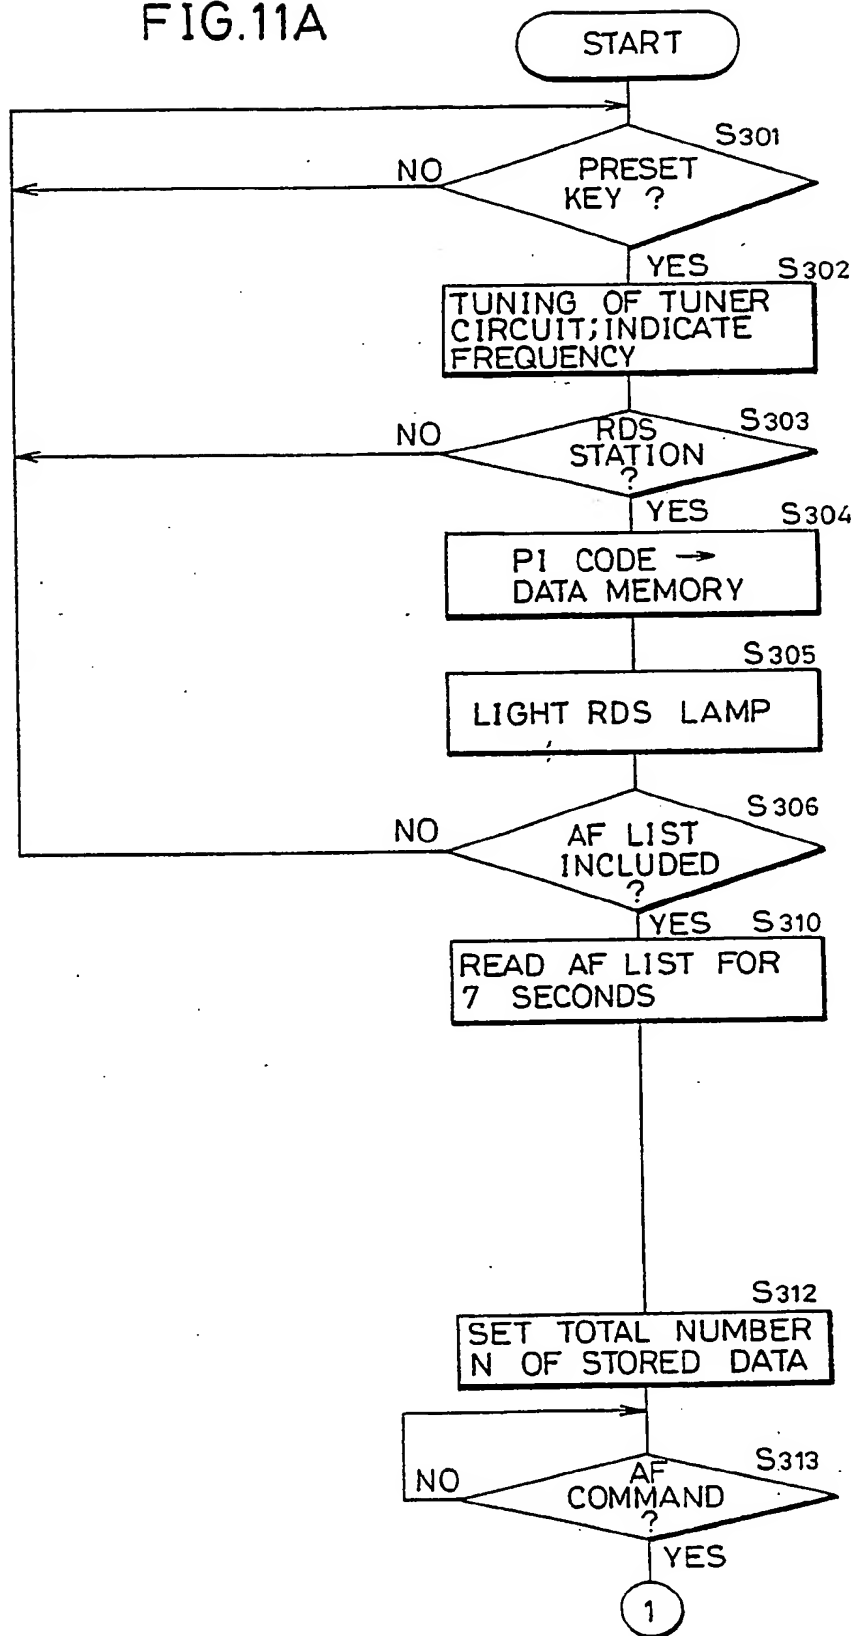 FIG.11A
START
S301
NO
PRESET
KEY ?
YES
S302
TUNING OF TUNER
CIRCUIT;INDICATE
FREQUENCY
S303
NO
RDS
STATION
?
YES
S304
PI CODE →
DATA MEMORY
S305
LIGHT RDS LAMP
S306
NO
AF LIST
INCLUDED
?
YES
S310
READ AF LIST FOR
7 SECONDS
S312
SET TOTAL NUMBER
N OF STORED DATA
S313
NO
AF
COMMAND
?
YES
1